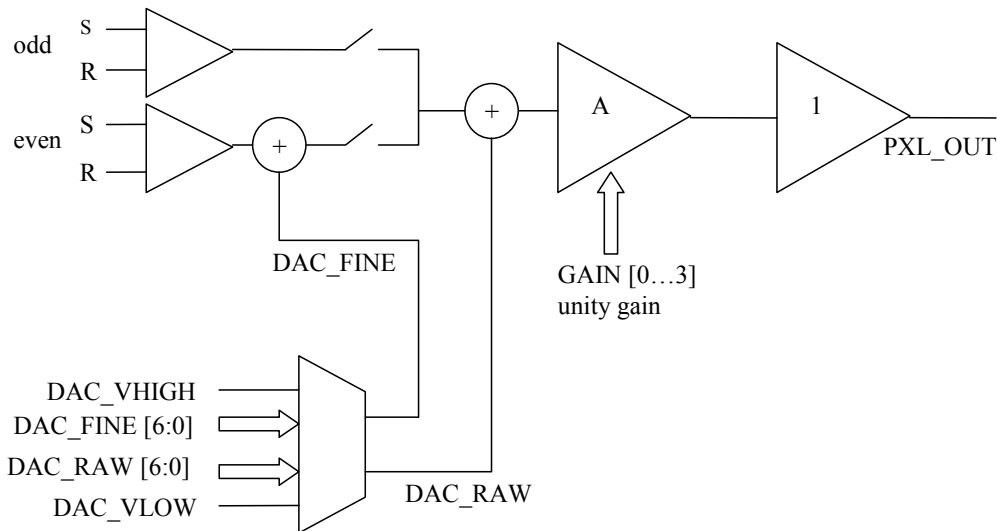 odd
S
R
even
S
R
+
+
A
1
PXL_OUT
DAC_FINE
GAIN [0…3]
unity gain
DAC_VHIGH
DAC_FINE [6:0]
DAC_RAW [6:0]
DAC_VLOW
DAC_RAW